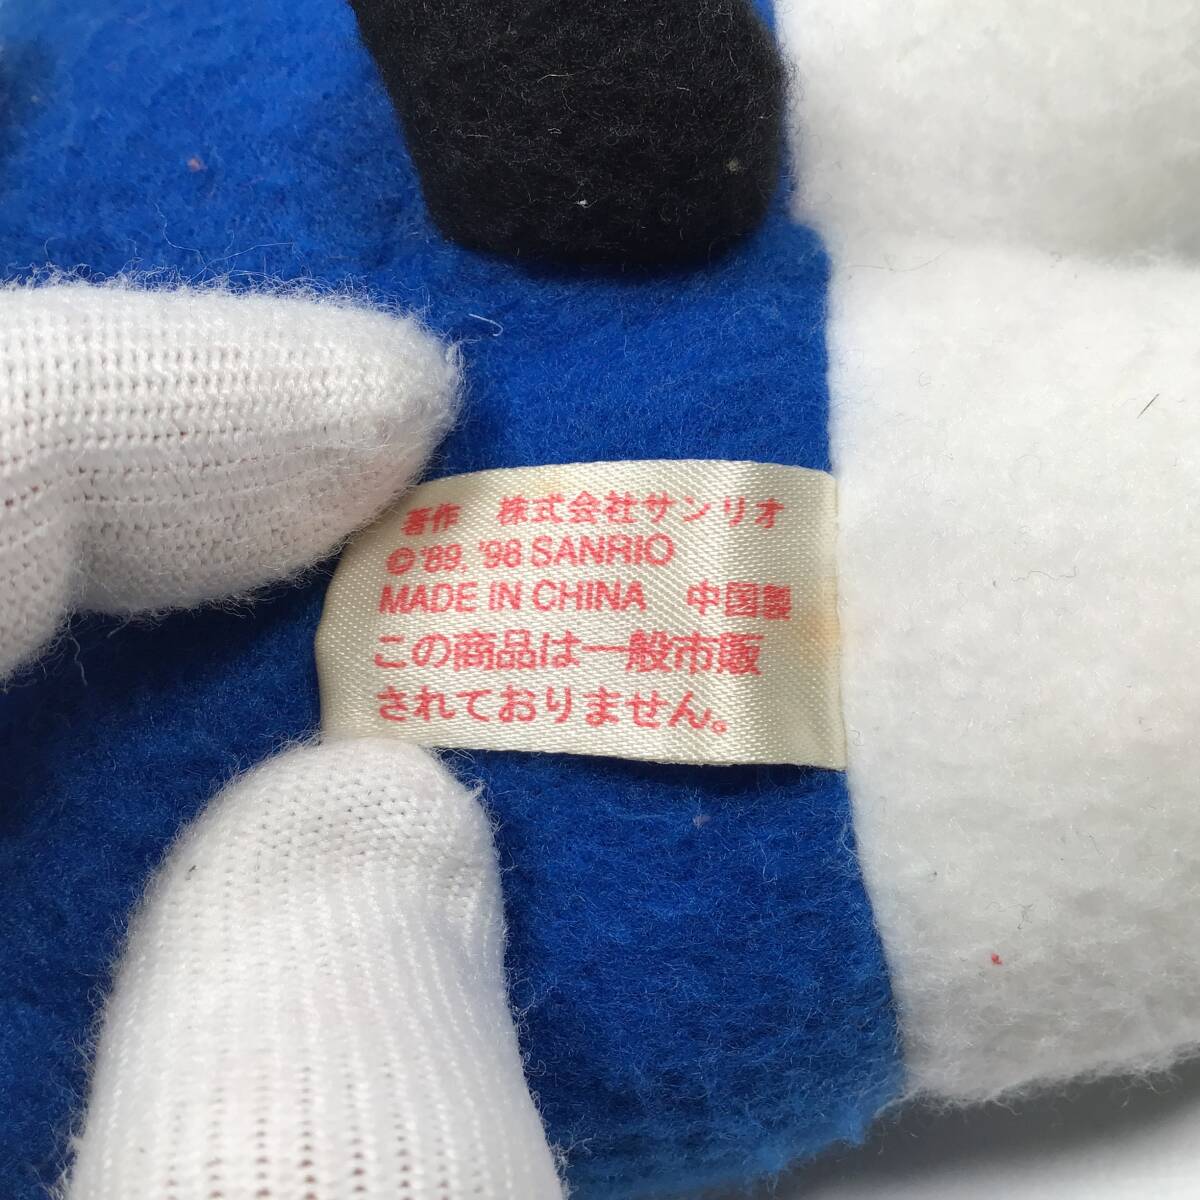 著作 株式会社サンリオ
© '89, '98 SANRIO
MADE IN CHINA 中国製
この商品は一般市販
されておりません。